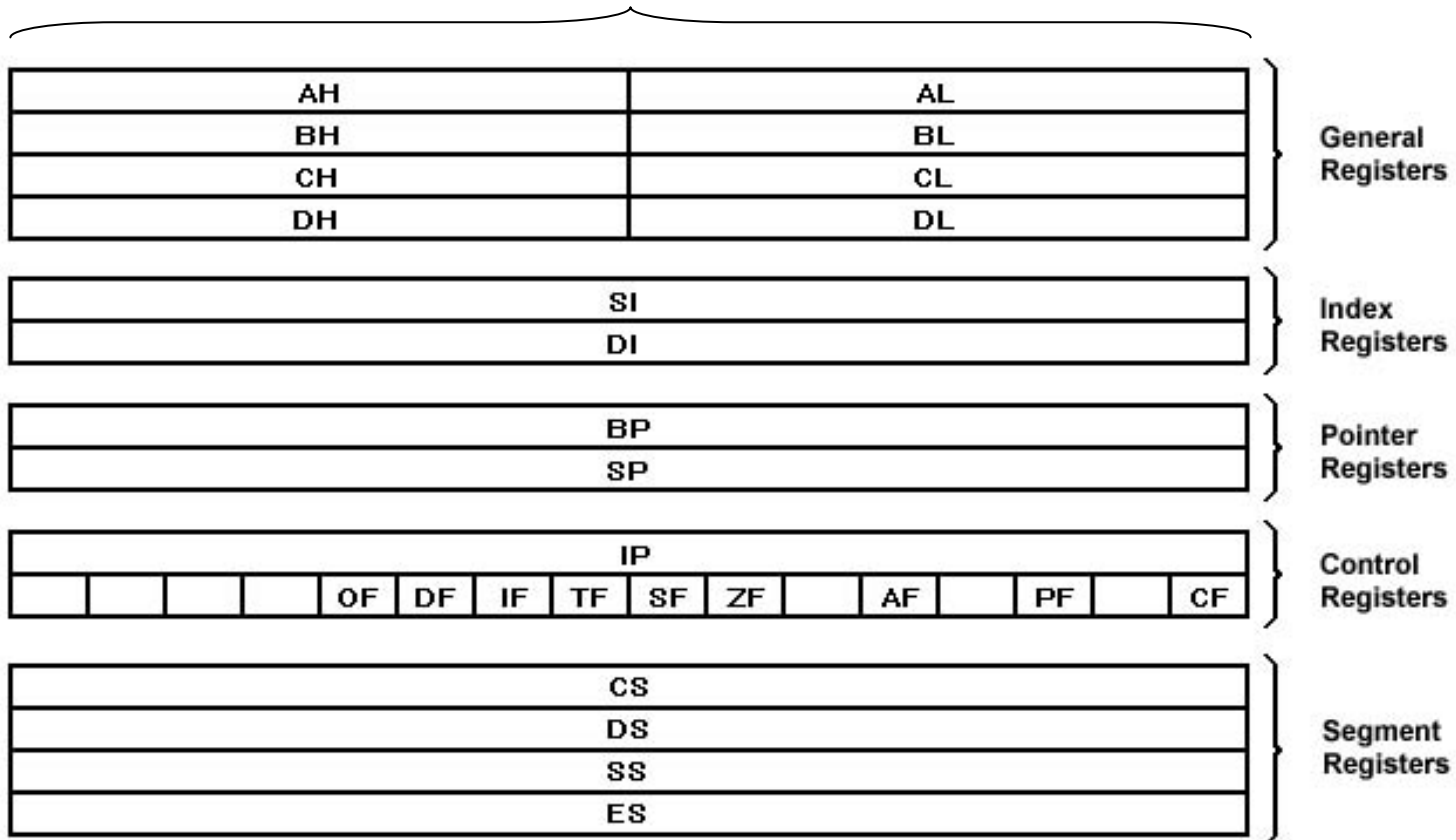 AH AL
BH BL
CH CL
DH DL
General
Registers
SI
DI
Index
Registers
BP
SP
Pointer
Registers
IP
OF DF IF TF SF ZF AF PF CF
Control
Registers
CS
DS
SS
ES
Segment
Registers